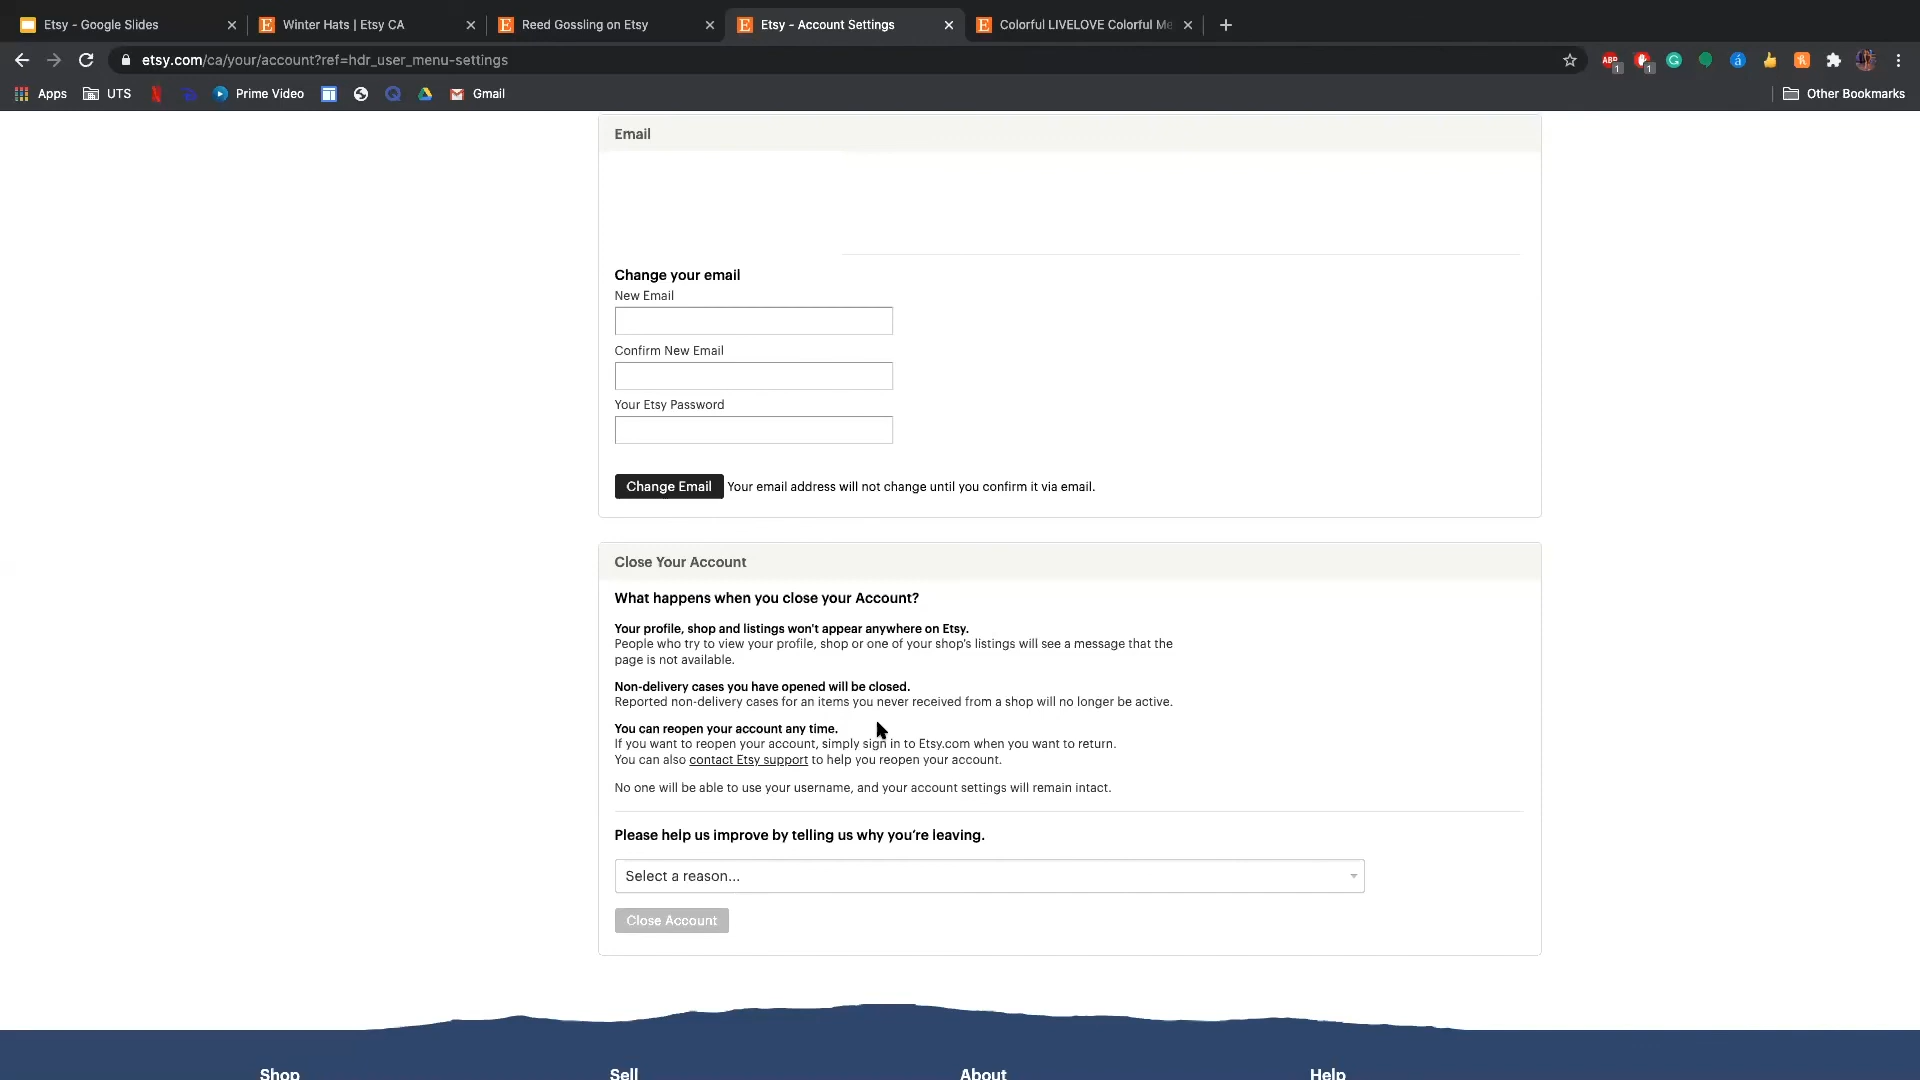 Etsy - Google Slides
Winter Hats | Etsy CA
Reed Gossling on Etsy
Etsy - Account Settings
Colorful LIVELOVE Colorful Me
etsy.com/ca/your/account?ref=hdr_user_menu-settings
ABP
1
1
Apps
UTS
Prime Video
Gmail
Other Bookmarks
Email
Change your email
New Email
Confirm New Email
Your Etsy Password
Change Email Your email address will not change until you confirm it via email.
Close Your Account
What happens when you close your Account?
Your profile, shop and listings won't appear anywhere on Etsy.
People who try to view your profile, shop or one of your shop's listings will see a message that the
page is not available.
Non-delivery cases you have opened will be closed.
Reported non-delivery cases for an items you never received from a shop will no longer be active.
You can reopen your account any time.
If you want to reopen your account, simply sign in to Etsy.com when you want to return.
You can also contact Etsy support to help you reopen your account.
No one will be able to use your username, and your account settings will remain intact.
Please help us improve by telling us why you're leaving.
Select a reason...
Close Account
Shop
Sell
About
Help